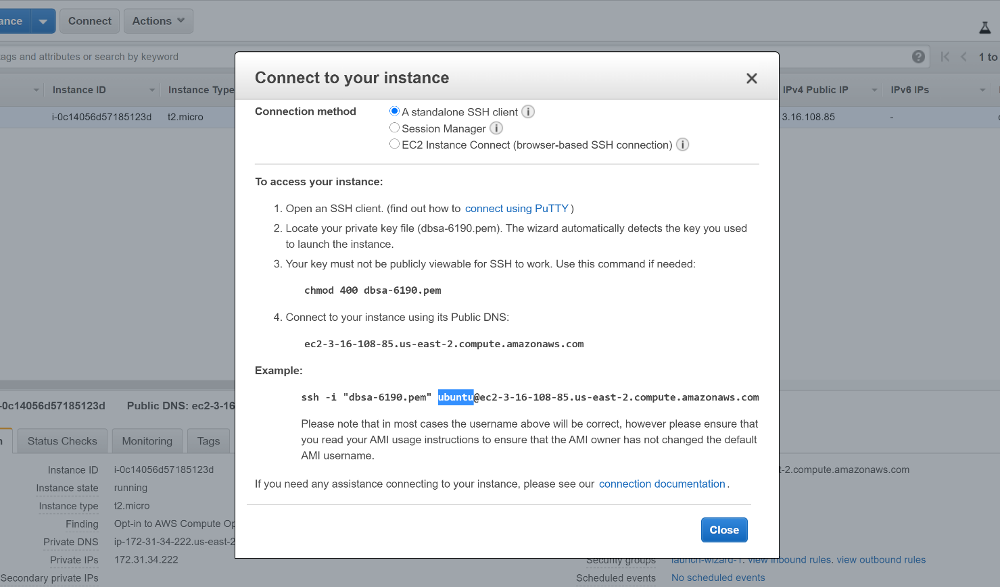 ance
Connect
Actions
tags and attributes or search by keyword
1 to
Instance ID
Instance Type
IPv4 Public IP
IPv6 IPs
i-0c14056d57185123d
t2.micro
3.16.108.85
-
Connect to your instance
Connection method
A standalone SSH client
Session Manager
EC2 Instance Connect (browser-based SSH connection)
To access your instance:
1. Open an SSH client. (find out how to connect using PuTTY)
2. Locate your private key file (dbsa-6190.pem). The wizard automatically detects the key you used
to launch the instance.
3. Your key must not be publicly viewable for SSH to work. Use this command if needed:
chmod 400 dbsa-6190.pem
4. Connect to your instance using its Public DNS:
ec2-3-16-108-85.us-east-2.compute.amazonaws.com
Example:
ssh -i "dbsa-6190.pem" ubuntu@ec2-3-16-108-85.us-east-2.compute.amazonaws.com
Please note that in most cases the username above will be correct, however please ensure that
you read your AMI usage instructions to ensure that the AMI owner has not changed the default
AMI username.
If you need any assistance connecting to your instance, please see our connection documentation.
Close
-0c14056d57185123d
Public DNS: ec2-3-16
Status Checks
Monitoring
Tags
Instance ID i-0c14056d57185123d
t-2.compute.amazonaws.com
Instance state running
Instance type t2.micro
Finding Opt-in to AWS Compute Op
Private DNS ip-172-31-34-222.us-east-2
Private IPs 172.31.34.222
Security groups launch-wizard-1. view inbound rules. view outbound rules
Secondary private IPs
Scheduled events No scheduled events